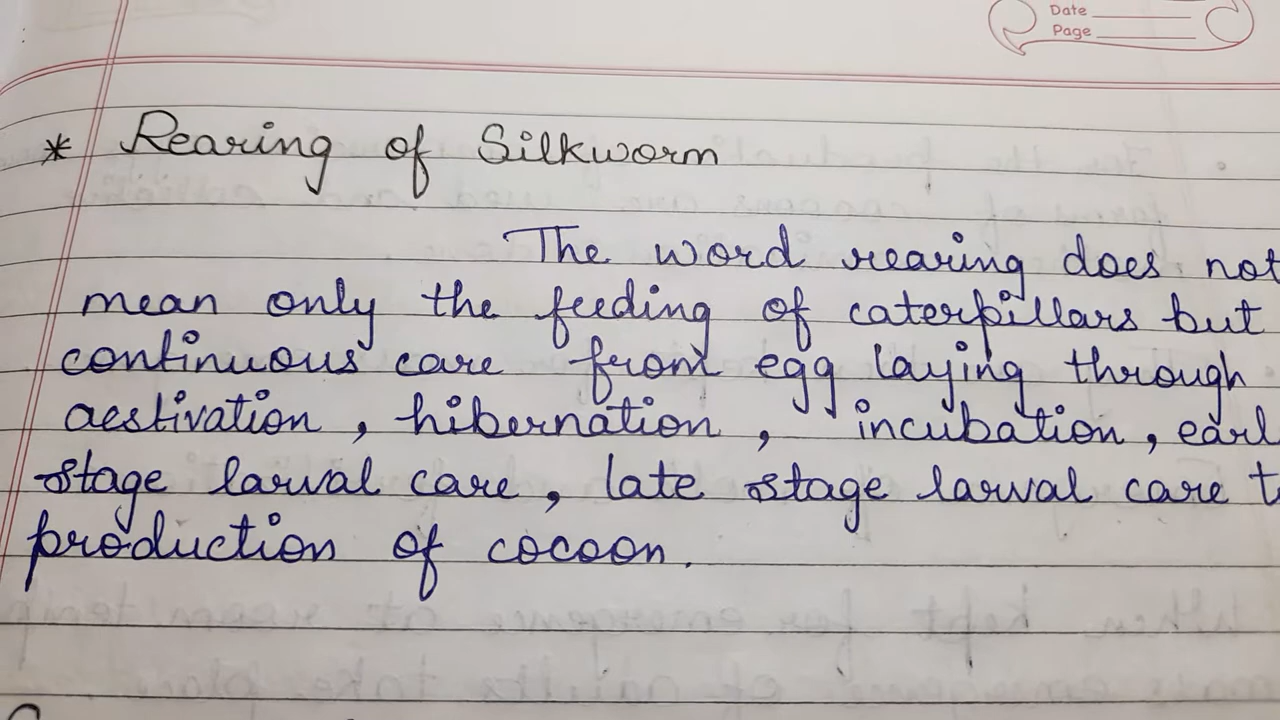 Date
Page
* Rearing of Silkworm
The word rearing does not
mean only the feeding of caterpillars but
continuous care from egg laying through
aestivation, hibernation, incubation, earl
stage larval care, late stage larval care t
production of cocoon.